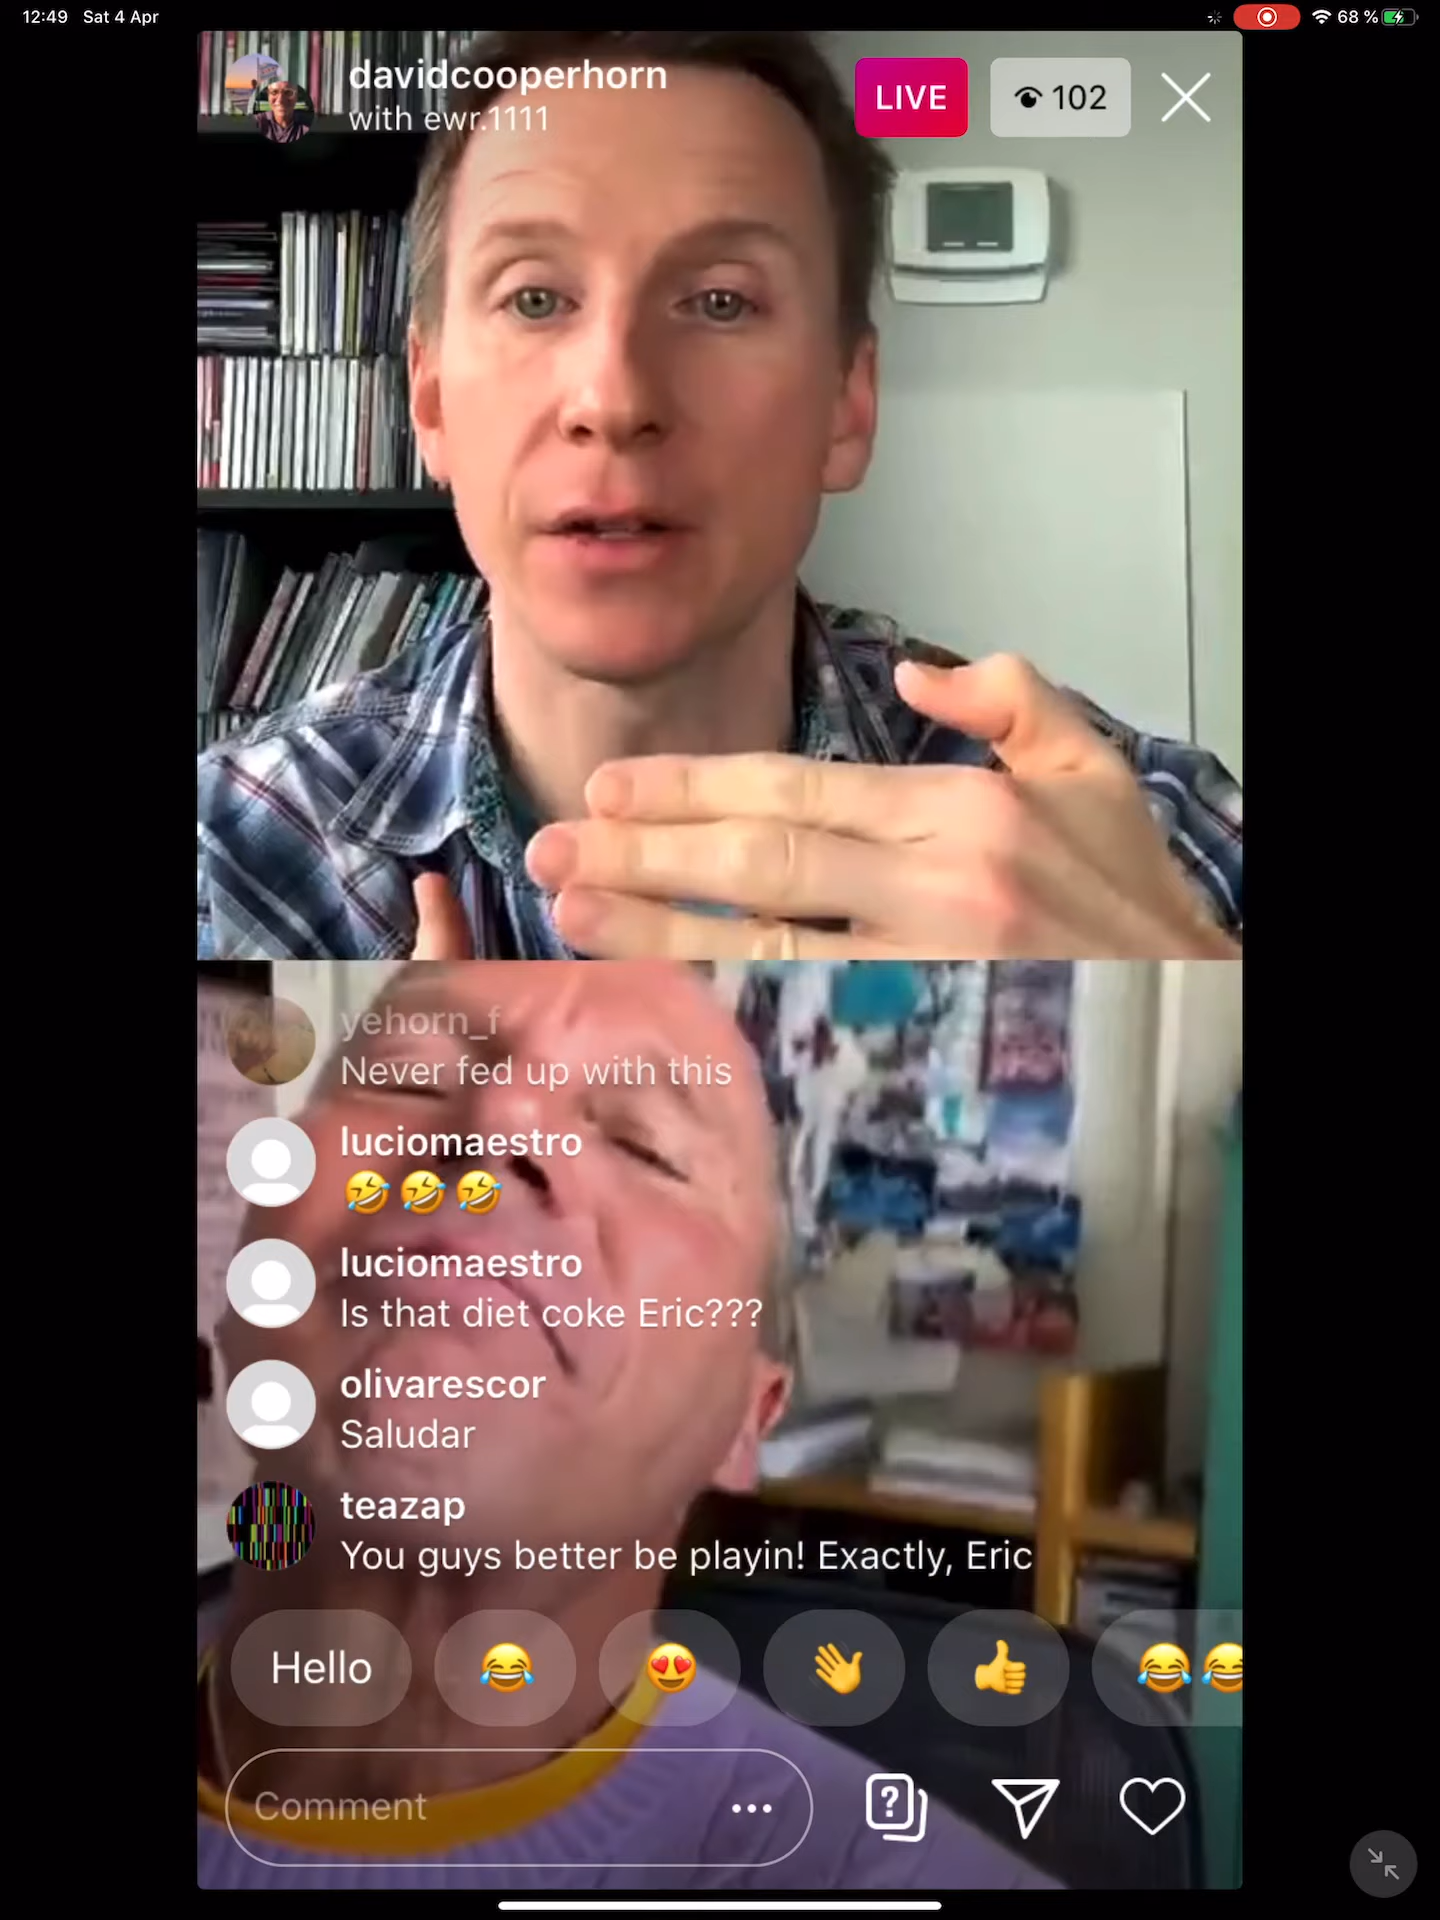 12:49 Sat 4 Apr
68 %
davidcooperhorn
with ewr.1111
LIVE
102
yehorn_f
Never fed up with this
luciomaestro
🤣🤣🤣
luciomaestro
Is that diet coke Eric???
olivarescor
Saludar
teazap
You guys better be playin! Exactly, Eric
Hello
Comment